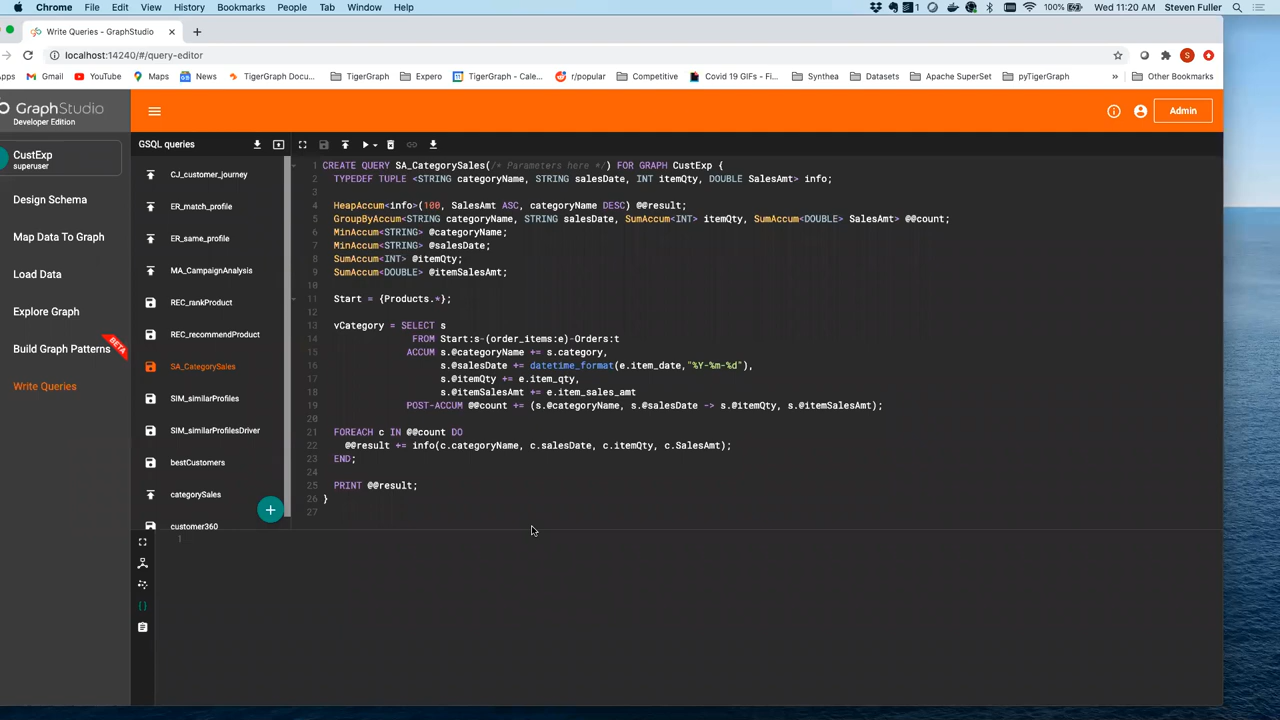 Chrome File Edit View History Bookmarks People Tab Window Help
1 100% Wed 11:20 AM Steven Fuller
Write Queries - GraphStudio
localhost:14240/#/query-editor
S
Apps Gmail YouTube Maps News TigerGraph Docu... TigerGraph Expero TigerGraph - Cale... r/popular Competitive Covid 19 GIFs - Fi... Synthea Datasets Apache SuperSet pyTigerGraph » Other Bookmarks
GraphStudio
Developer Edition
Admin
CustExp
superuser
Design Schema
Map Data To Graph
Load Data
Explore Graph
Build Graph Patterns
BETA
Write Queries
GSQL queries
CJ_customer_journey
ER_match_profile
ER_same_profile
MA_CampaignAnalysis
REC_rankProduct
REC_recommendProduct
SA_CategorySales
SIM_similarProfiles
SIM_similarProfilesDriver
bestCustomers
categorySales
customer360
1 CREATE QUERY SA_CategorySales(/* Parameters here */) FOR GRAPH CustExp {
2 TYPEDEF TUPLE <STRING categoryName, STRING salesDate, INT itemQty, DOUBLE SalesAmt> info;
3
4 HeapAccum<info>(100, SalesAmt ASC, categoryName DESC) @@result;
5 GroupByAccum<STRING categoryName, STRING salesDate, SumAccum<INT> itemQty, SumAccum<DOUBLE> SalesAmt> @@count;
6 MinAccum<STRING> @categoryName;
7 MinAccum<STRING> @salesDate;
8 SumAccum<INT> @itemQty;
9 SumAccum<DOUBLE> @itemSalesAmt;
10
11 Start = {Products.*};
12
13 vCategory = SELECT s
14 FROM Start:s-(order_items:e)-Orders:t
15 ACCUM s.@categoryName += s.category,
16 s.@salesDate += datetime_format(e.item_date,"%Y-%m-%d"),
17 s.@itemQty += e.item_qty,
18 s.@itemSalesAmt += e.item_sales_amt
19 POST-ACCUM @@count += (s.@categoryName, s.@salesDate -> s.@itemQty, s.@itemSalesAmt);
20
21 FOREACH c IN @@count DO
22 @@result += info(c.categoryName, c.salesDate, c.itemQty, c.SalesAmt);
23 END;
24
25 PRINT @@result;
26 }
27
1